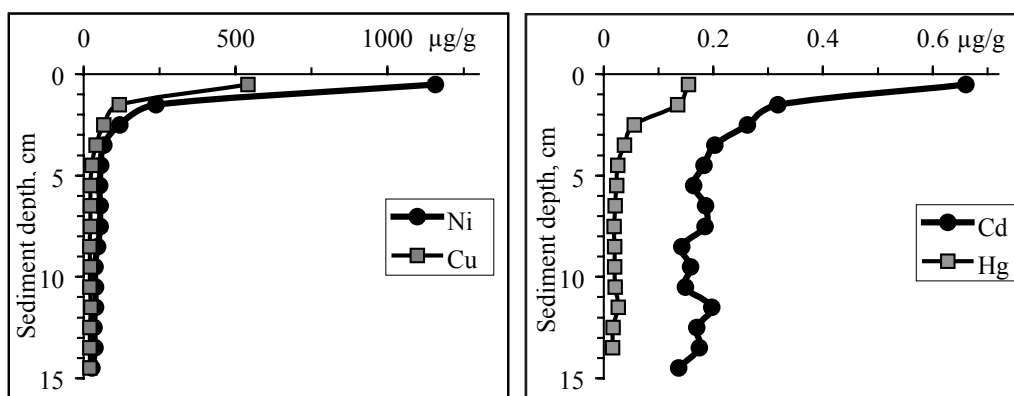 0 500 1000 µg/g
0
5
10
15
Sediment depth, cm
Ni
Cu
0 0.2 0.4 0.6 µg/g
0
5
10
15
Sediment depth, cm
Cd
Hg